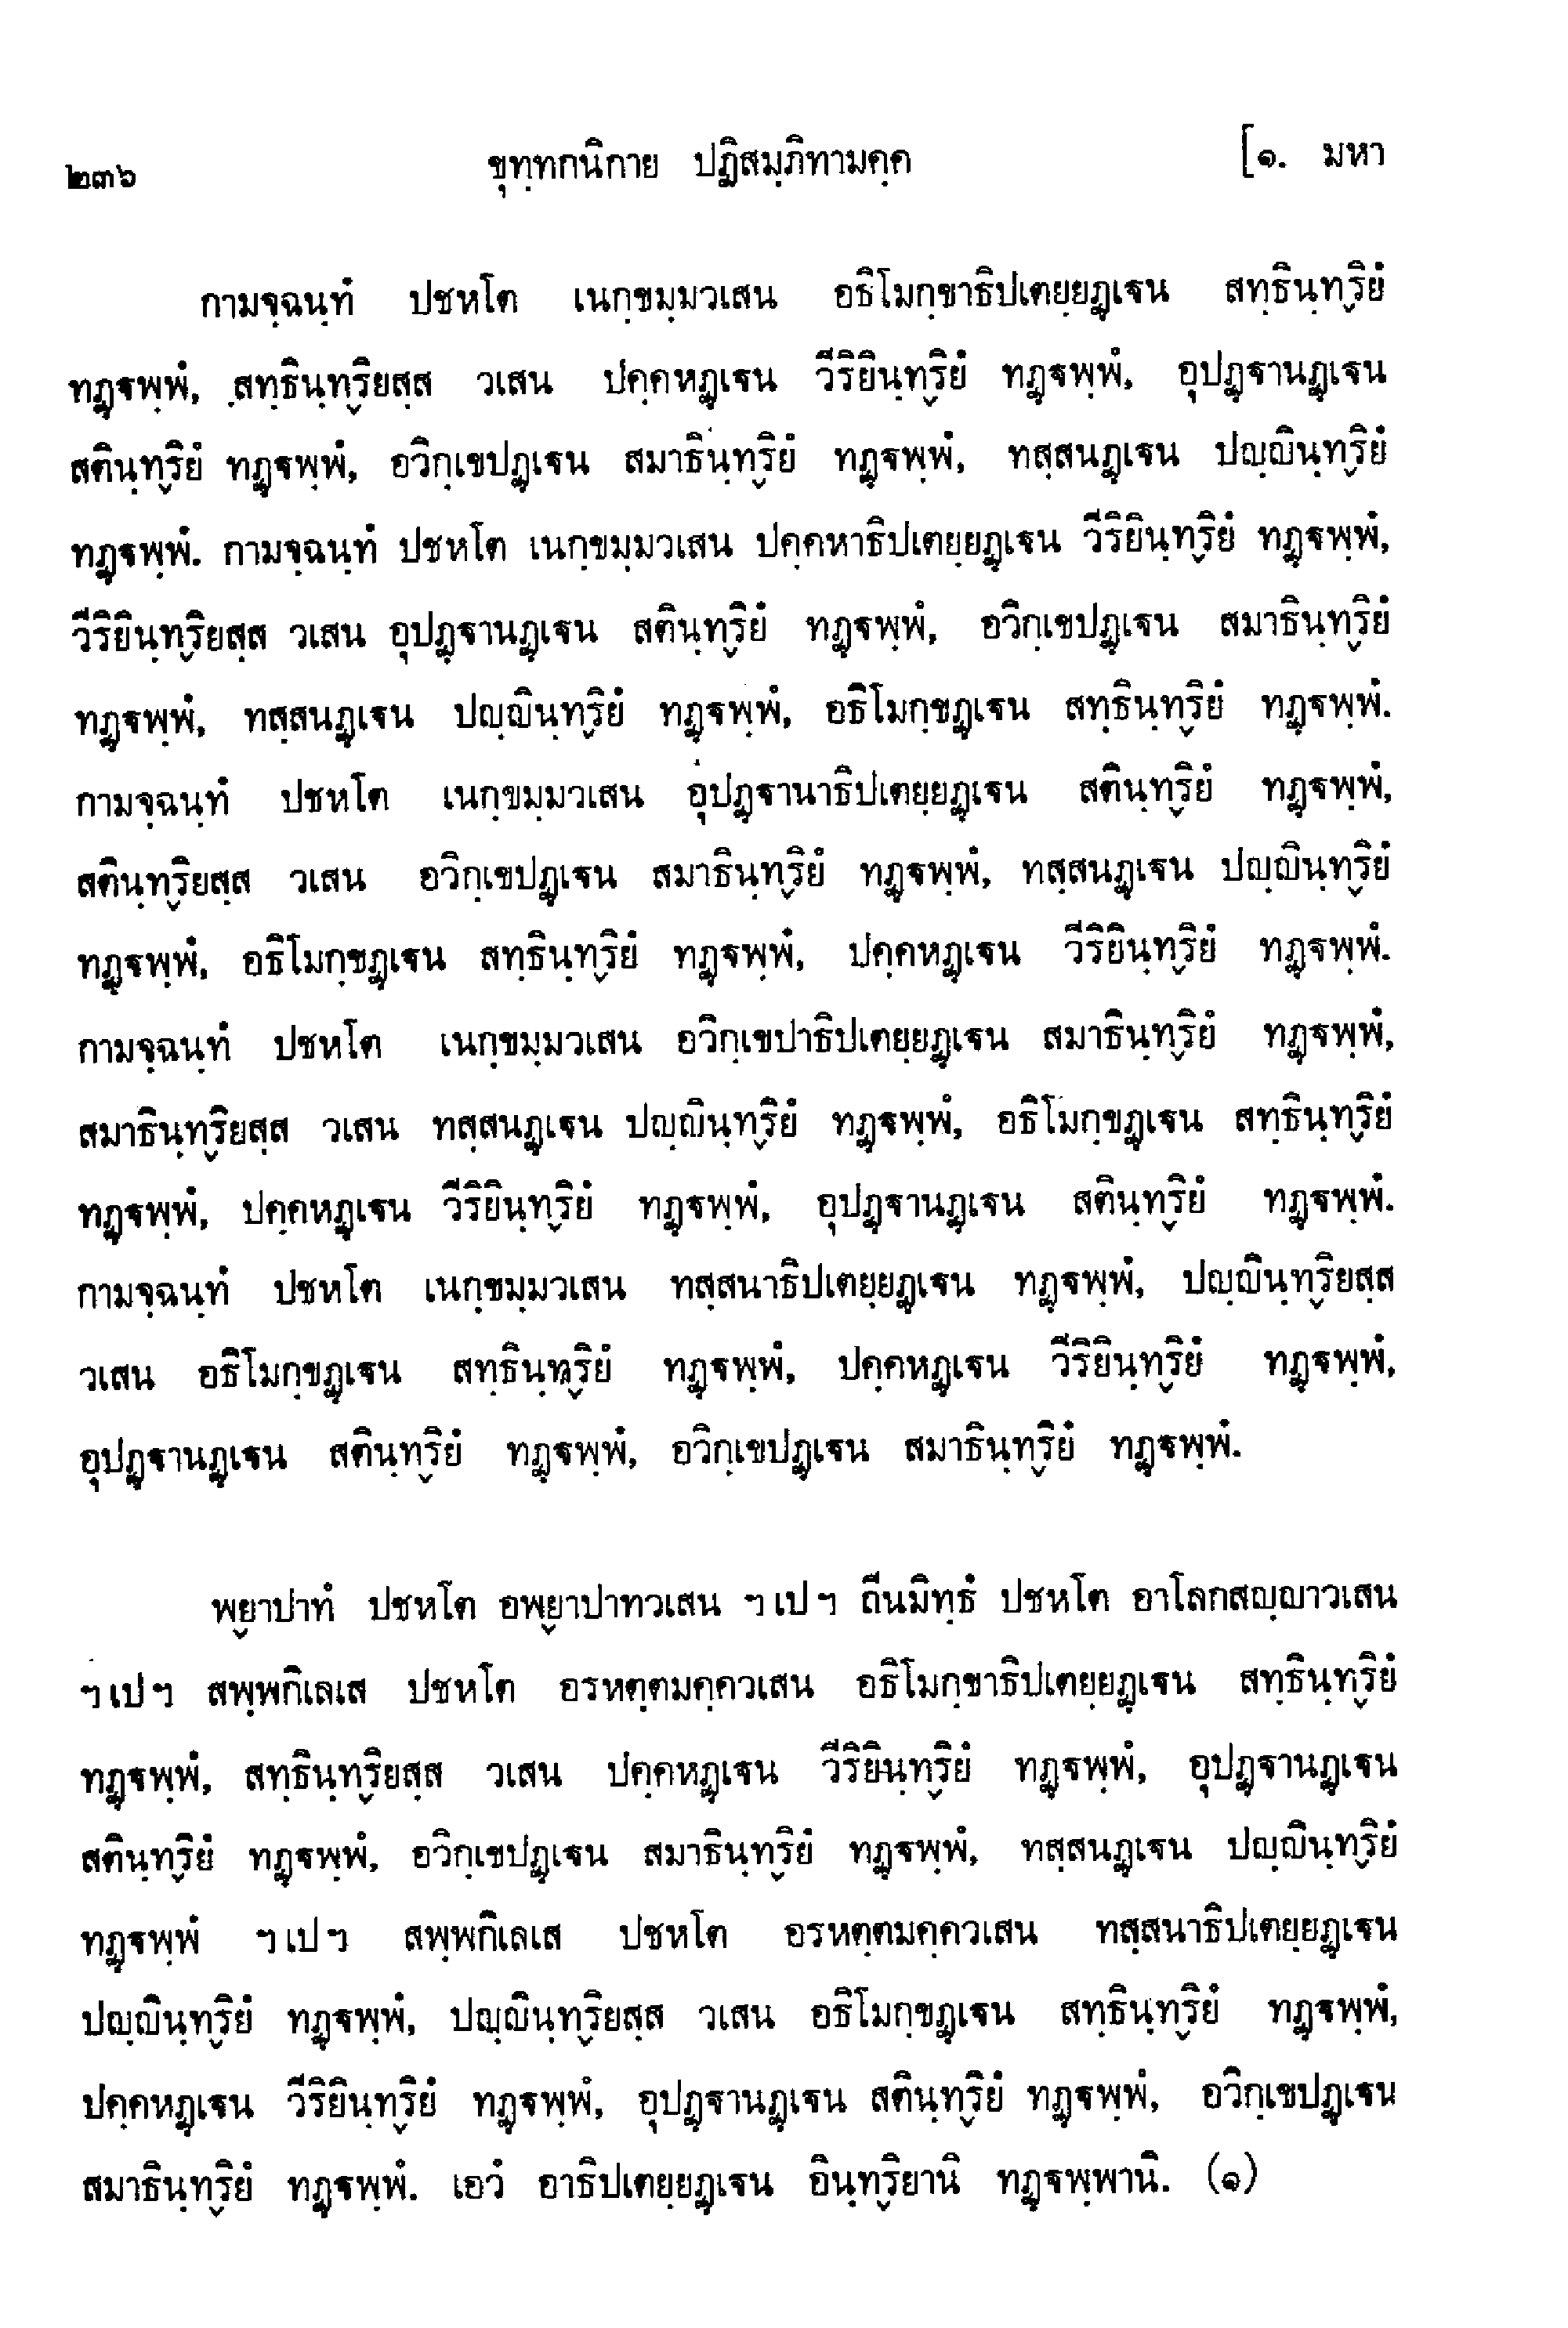 ๒๓๖ ขุทฺทกนิกาย ปฏิสมฺภิทามคฺค [๑. มหา
กามจฺฉนฺทํ ปชหโต เนกฺขมฺมวเสน อธิโมกฺขาธิปเตยฺยฏฺเฐน สทฺธินฺทฺริยํ
ทฏฺฐพฺพํ, สทฺธินฺทฺริยสฺส วเสน ปคฺคหฏฺเฐน วีริยินฺทฺริยํ ทฏฺฐพฺพํ, อุปฏฺฐานฏฺเฐน
สตินฺทฺริยํ ทฏฺฐพฺพํ, อวิกฺเขปฏฺเฐน สมาธินฺทฺริยํ ทฏฺฐพฺพํ, ทสฺสนฏฺเฐน ปญฺญินฺทฺริยํ
ทฏฺฐพฺพํ. กามจฺฉนฺทํ ปชหโต เนกฺขมฺมวเสน ปคฺคหาธิปเตยฺยฏฺเฐน วีริยินฺทฺริยํ ทฏฺฐพฺพํ,
วีริยินฺทฺริยสฺส วเสน อุปฏฺฐานฏฺเฐน สตินฺทฺริยํ ทฏฺฐพฺพํ, อวิกฺเขปฏฺเฐน สมาธินฺทฺริยํ
ทฏฺฐพฺพํ, ทสฺสนฏฺเฐน ปญฺญินฺทฺริยํ ทฏฺฐพฺพํ, อธิโมกฺขฏฺเฐน สทฺธินฺทฺริยํ ทฏฺฐพฺพํ.
กามจฺฉนฺทํ ปชหโต เนกฺขมฺมวเสน อุปฏฺฐานาธิปเตยฺยฏฺเฐน สตินฺทฺริยํ ทฏฺฐพฺพํ,
สตินฺทฺริยสฺส วเสน อวิกฺเขปฏฺเฐน สมาธินฺทฺริยํ ทฏฺฐพฺพํ, ทสฺสนฏฺเฐน ปญฺญินฺทฺริยํ
ทฏฺฐพฺพํ, อธิโมกฺขฏฺเฐน สทฺธินฺทฺริยํ ทฏฺฐพฺพํ, ปคฺคหฏฺเฐน วีริยินฺทฺริยํ ทฏฺฐพฺพํ.
กามจฺฉนฺทํ ปชหโต เนกฺขมฺมวเสน อวิกฺเขปาธิปเตยฺยฏฺเฐน สมาธินฺทฺริยํ ทฏฺฐพฺพํ,
สมาธินฺทฺริยสฺส วเสน ทสฺสนฏฺเฐน ปญฺญินฺทฺริยํ ทฏฺฐพฺพํ, อธิโมกฺขฏฺเฐน สทฺธินฺทฺริยํ
ทฏฺฐพฺพํ, ปคฺคหฏฺเฐน วีริยินฺทฺริยํ ทฏฺฐพฺพํ, อุปฏฺฐานฏฺเฐน สตินฺทฺริยํ ทฏฺฐพฺพํ.
กามจฺฉนฺทํ ปชหโต เนกฺขมฺมวเสน ทสฺสนาธิปเตยฺยฏฺเฐน ทฏฺฐพฺพํ, ปญฺญินฺทฺริยสฺส
วเสน อธิโมกฺขฏฺเฐน สทฺธินฺทฺริยํ ทฏฺฐพฺพํ, ปคฺคหฏฺเฐน วีริยินฺทฺริยํ ทฏฺฐพฺพํ,
อุปฏฺฐานฏฺเฐน สตินฺทฺริยํ ทฏฺฐพฺพํ, อวิกฺเขปฏฺเฐน สมาธินฺทฺริยํ ทฏฺฐพฺพํ.
พฺยาปาทํ ปชหโต อพฺยาปาทวเสน ฯเปฯ ถีนมิทฺธํ ปชหโต อาโลกสญฺญาวเสน
ฯเปฯ สพฺพกิเลเส ปชหโต อรหตฺตมคฺควเสน อธิโมกฺขาธิปเตยฺยฏฺเฐน สทฺธินฺทฺริยํ
ทฏฺฐพฺพํ, สทฺธินฺทฺริยสฺส วเสน ปคฺคหฏฺเฐน วีริยินฺทฺริยํ ทฏฺฐพฺพํ, อุปฏฺฐานฏฺเฐน
สตินฺทฺริยํ ทฏฺฐพฺพํ, อวิกฺเขปฏฺเฐน สมาธินฺทฺริยํ ทฏฺฐพฺพํ, ทสฺสนฏฺเฐน ปญฺญินฺทฺริยํ
ทฏฺฐพฺพํ ฯเปฯ สพฺพกิเลเส ปชหโต อรหตฺตมคฺควเสน ทสฺสนาธิปเตยฺยฏฺเฐน
ปญฺญินฺทฺริยํ ทฏฺฐพฺพํ, ปญฺญินฺทฺริยสฺส วเสน อธิโมกฺขฏฺเฐน สทฺธินฺทฺริยํ ทฏฺฐพฺพํ,
ปคฺคหฏฺเฐน วีริยินฺทฺริยํ ทฏฺฐพฺพํ, อุปฏฺฐานฏฺเฐน สตินฺทฺริยํ ทฏฺฐพฺพํ, อวิกฺเขปฏฺเฐน
สมาธินฺทฺริยํ ทฏฺฐพฺพํ. เอวํ อาธิปเตยฺยฏฺเฐน อินฺทฺริยานิ ทฏฺฐพฺพานิ. (๑)